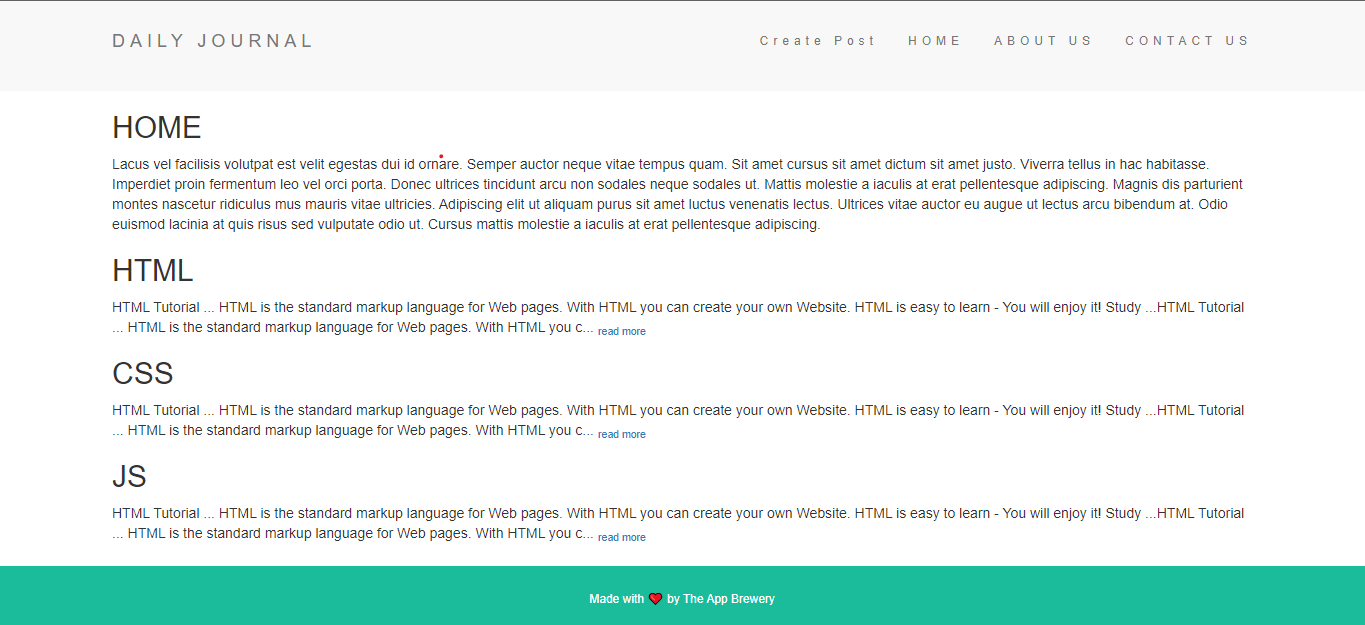 DAILY JOURNAL
Create Post HOME ABOUT US CONTACT US
HOME
Lacus vel facilisis volutpat est velit egestas dui id ornare. Semper auctor neque vitae tempus quam. Sit amet cursus sit amet dictum sit amet justo. Viverra tellus in hac habitasse.
Imperdiet proin fermentum leo vel orci porta. Donec ultrices tincidunt arcu non sodales neque sodales ut. Mattis molestie a iaculis at erat pellentesque adipiscing. Magnis dis parturient
montes nascetur ridiculus mus mauris vitae ultricies. Adipiscing elit ut aliquam purus sit amet luctus venenatis lectus. Ultrices vitae auctor eu augue ut lectus arcu bibendum at. Odio
euismod lacinia at quis risus sed vulputate odio ut. Cursus mattis molestie a iaculis at erat pellentesque adipiscing.
HTML
HTML Tutorial ... HTML is the standard markup language for Web pages. With HTML you can create your own Website. HTML is easy to learn - You will enjoy it! Study ...HTML Tutorial
... HTML is the standard markup language for Web pages. With HTML you c... read more
CSS
HTML Tutorial ... HTML is the standard markup language for Web pages. With HTML you can create your own Website. HTML is easy to learn - You will enjoy it! Study ...HTML Tutorial
... HTML is the standard markup language for Web pages. With HTML you c... read more
JS
HTML Tutorial ... HTML is the standard markup language for Web pages. With HTML you can create your own Website. HTML is easy to learn - You will enjoy it! Study ...HTML Tutorial
... HTML is the standard markup language for Web pages. With HTML you c... read more
Made with ❤ by The App Brewery